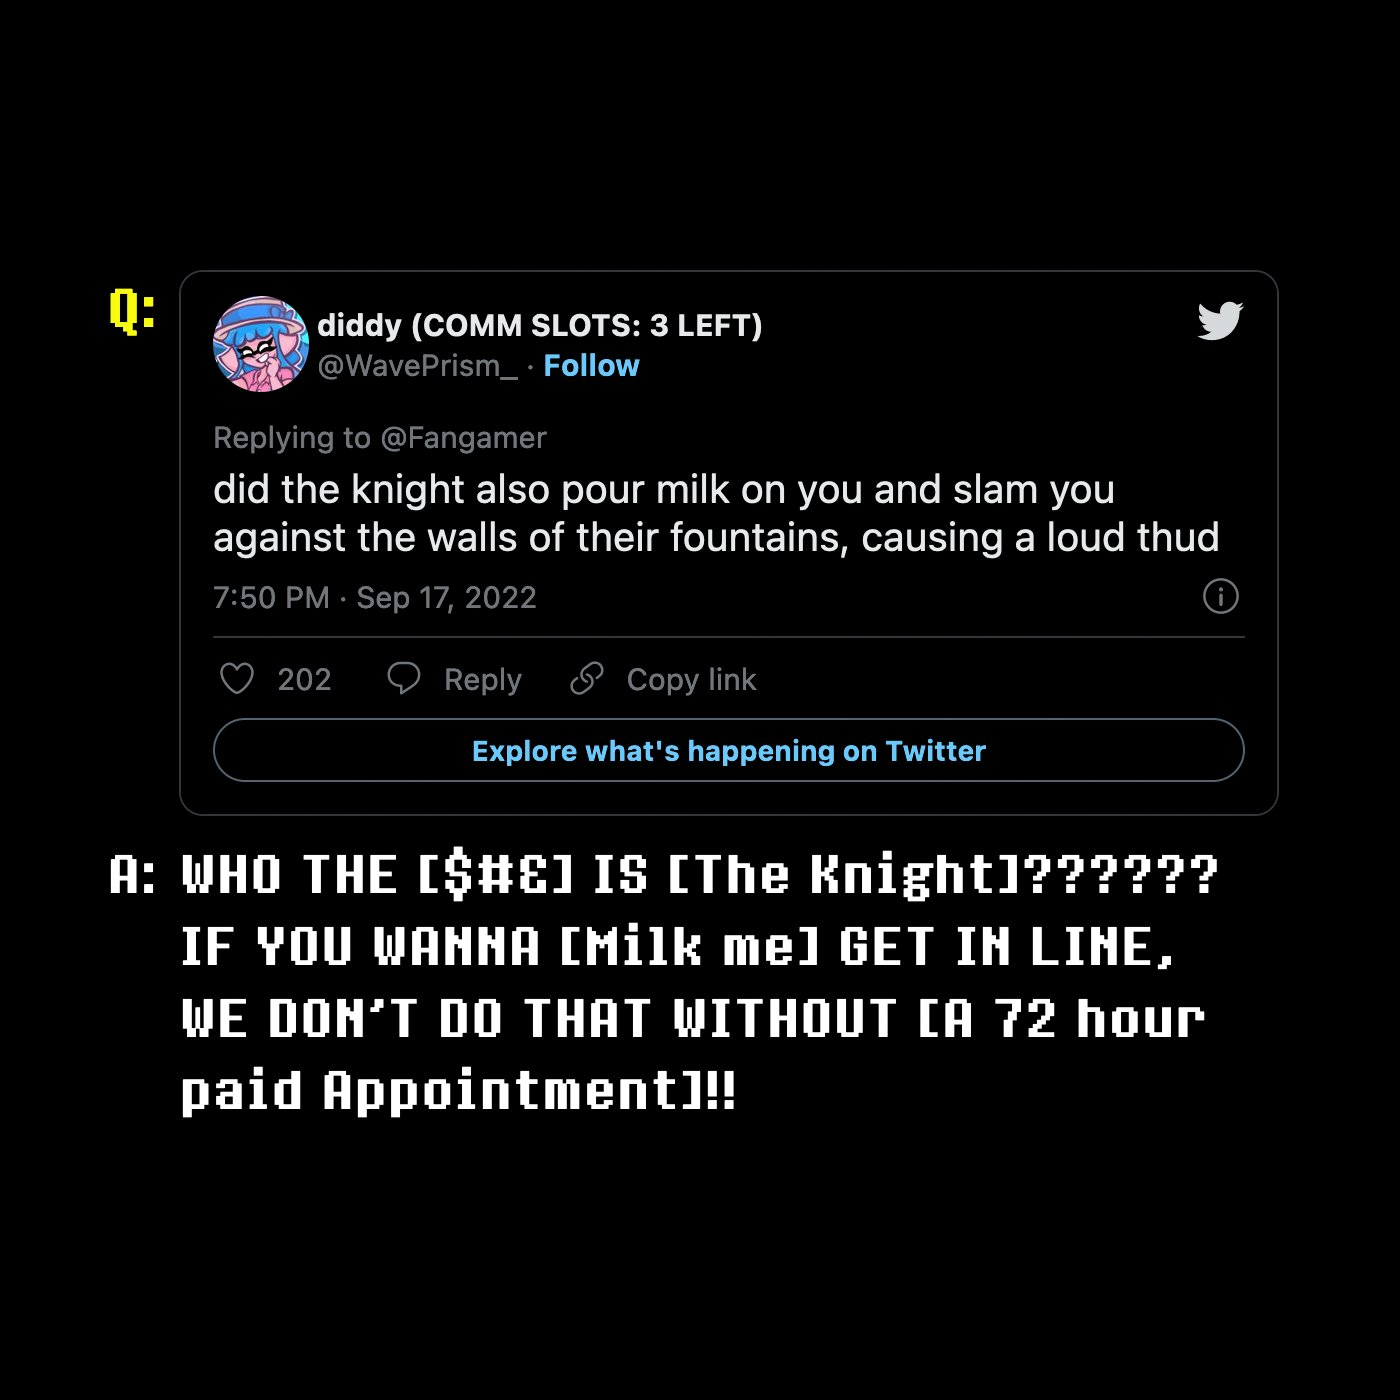 Q:
diddy (COMM SLOTS: 3 LEFT)
@WavePrism_ · Follow
Replying to @Fangamer
did the knight also pour milk on you and slam you
against the walls of their fountains, causing a loud thud
7:50 PM · Sep 17, 2022
202 Reply Copy link
Explore what's happening on Twitter
A: WHO THE [$#&] IS [The Knight]??????
IF YOU WANNA [Milk me] GET IN LINE,
WE DON'T DO THAT WITHOUT [A 72 hour
paid Appointment]!!